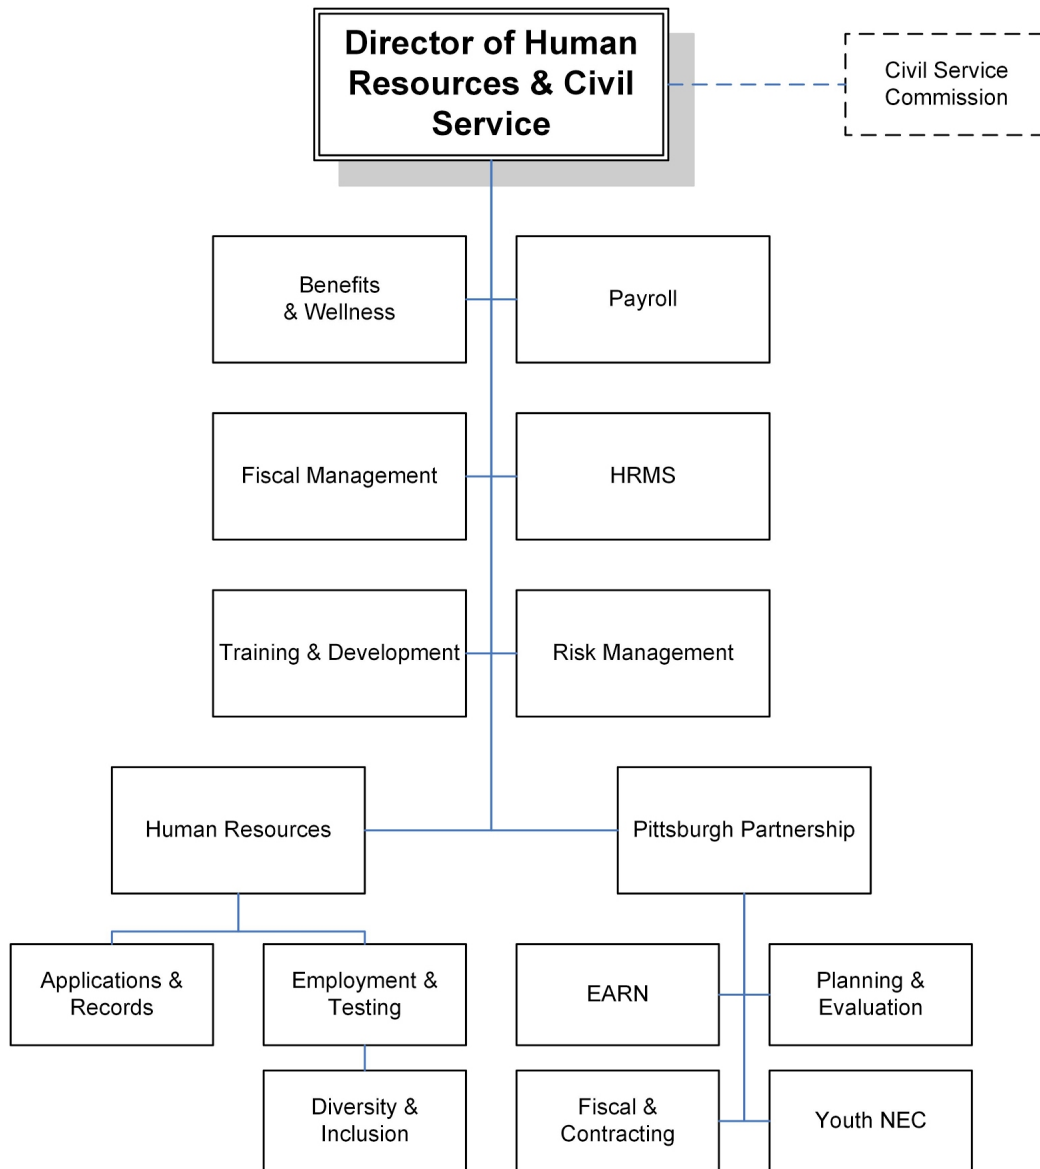 Director of Human
Resources & Civil
Service
Civil Service
Commission
Benefits
& Wellness
Payroll
Fiscal Management
HRMS
Training & Development
Risk Management
Human Resources
Pittsburgh Partnership
Applications &
Records
Employment &
Testing
EARN
Planning &
Evaluation
Diversity &
Inclusion
Fiscal &
Contracting
Youth NEC